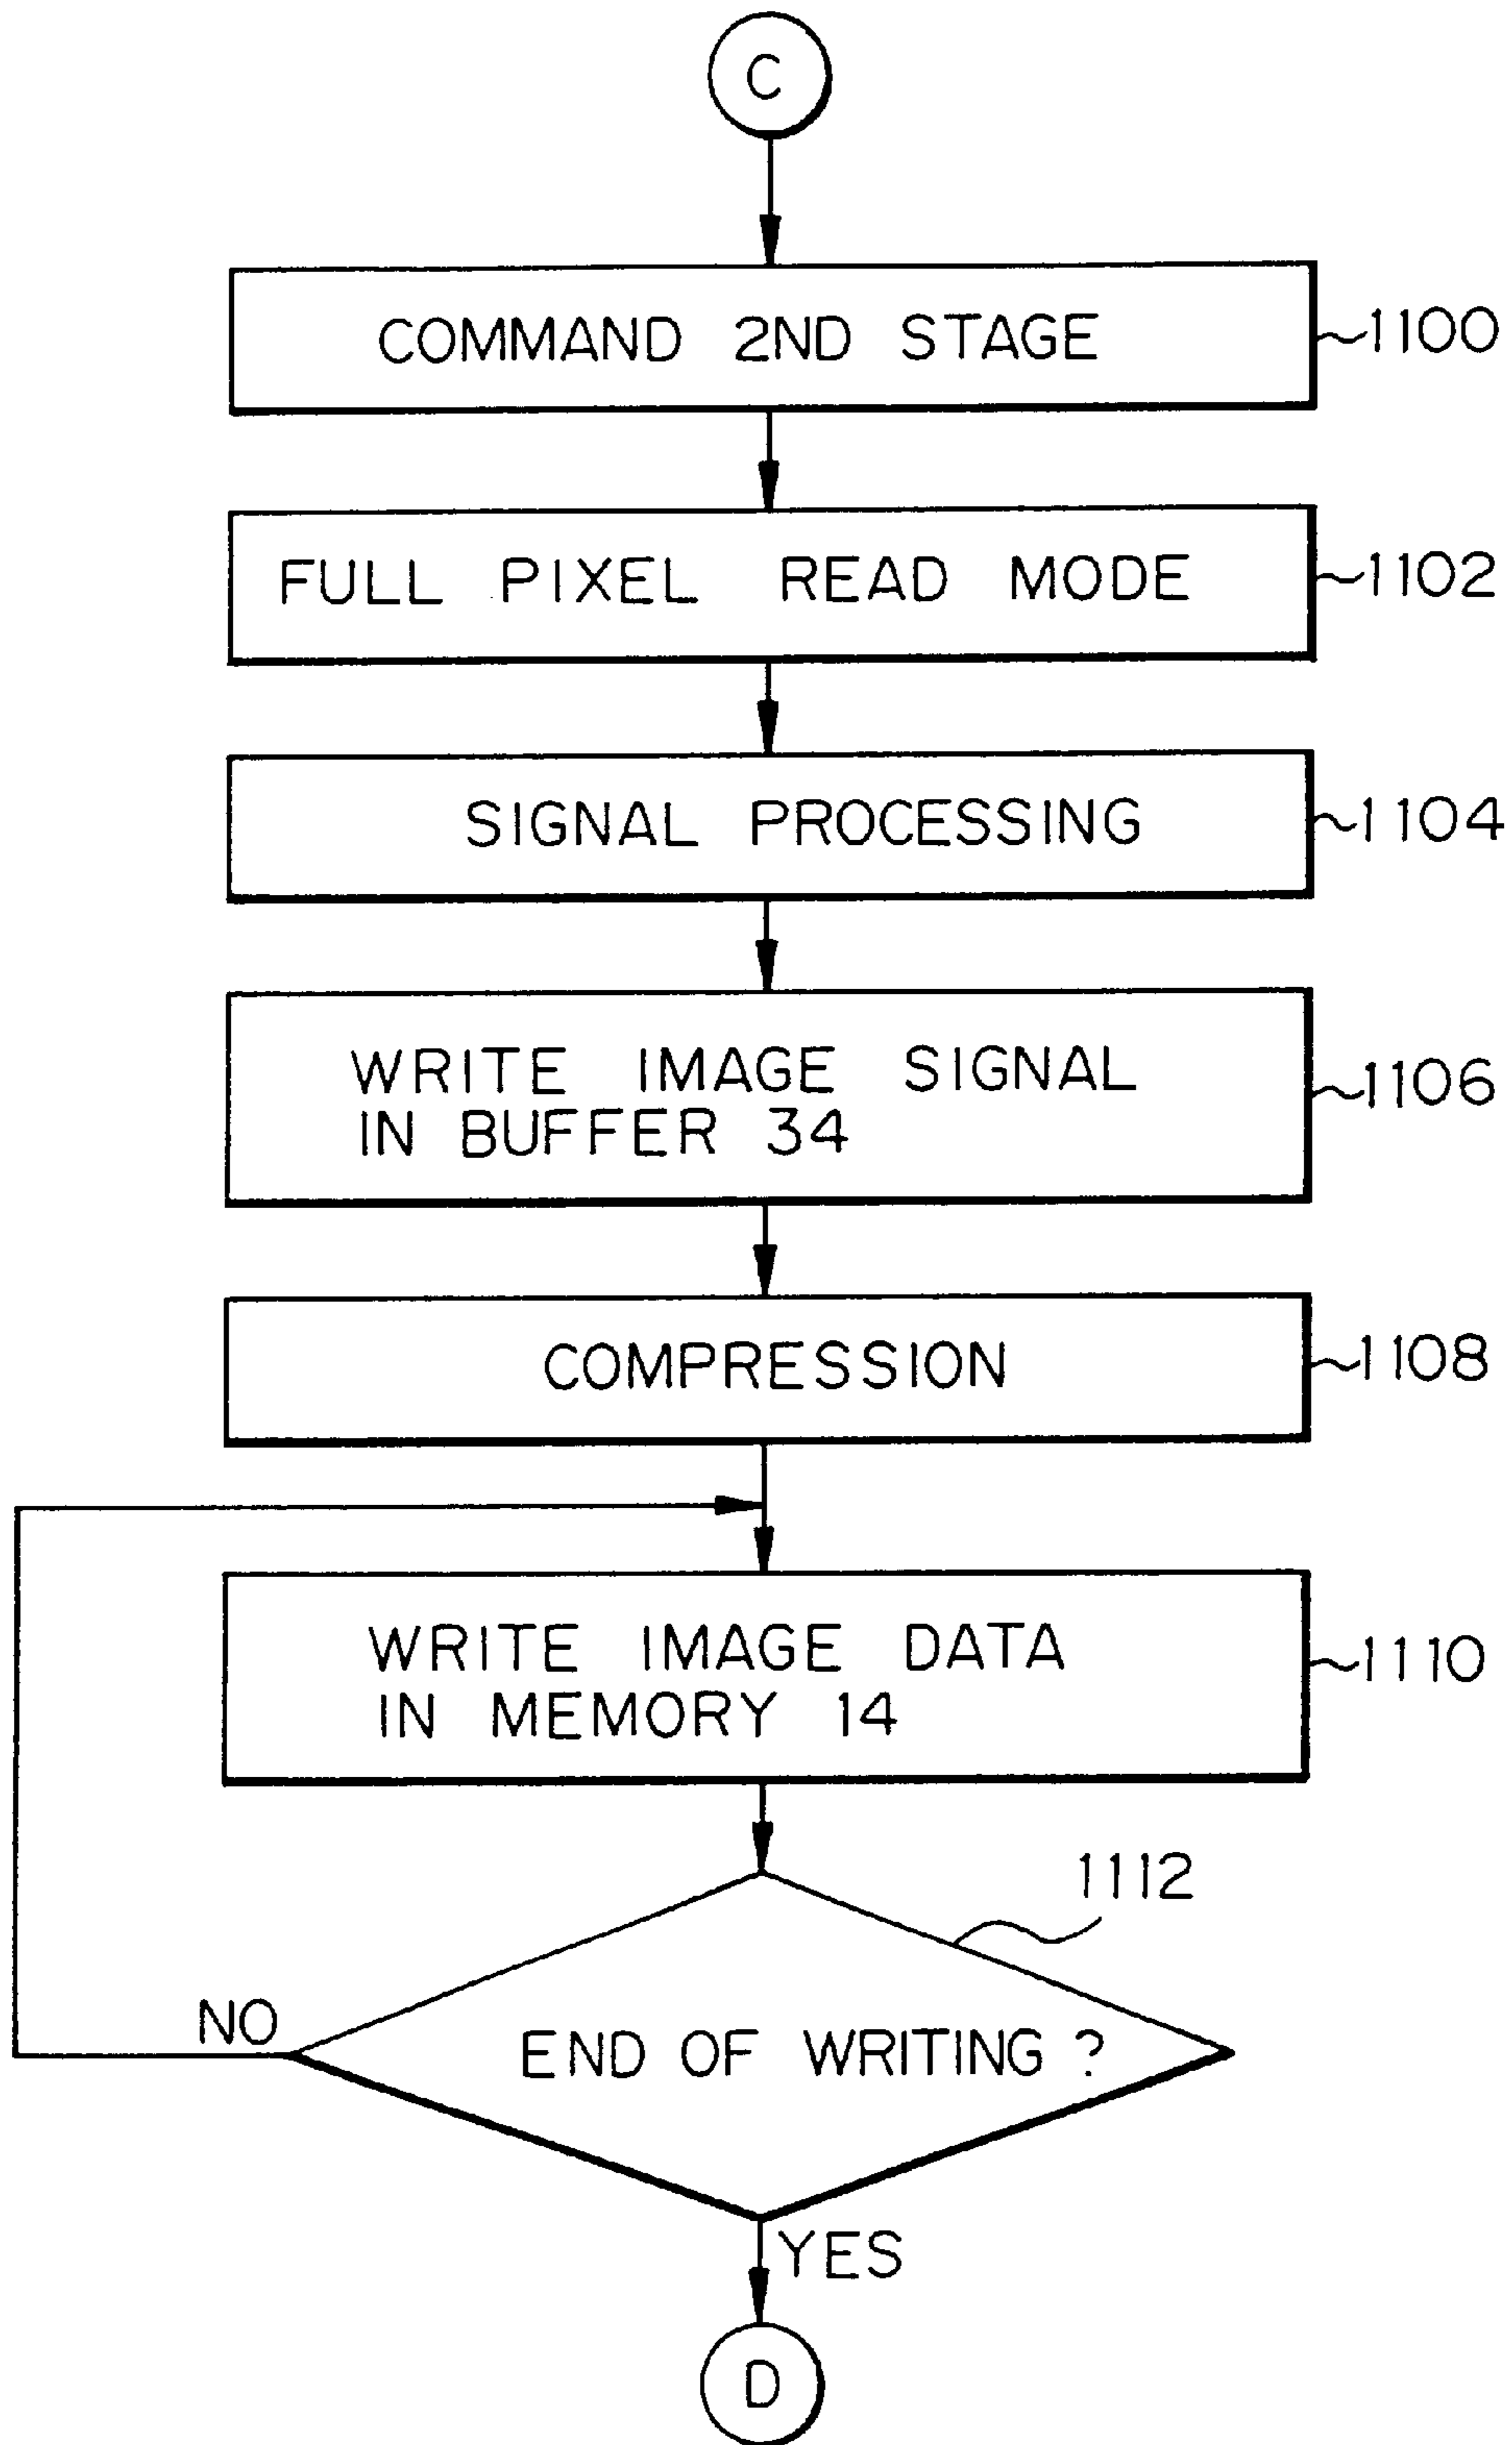 C
COMMAND 2ND STAGE
1100
FULL PIXEL READ MODE
1102
SIGNAL PROCESSING
1104
WRITE IMAGE SIGNAL
IN BUFFER 34
1106
COMPRESSION
1108
WRITE IMAGE DATA
IN MEMORY 14
1110
1112
NO
END OF WRITING ?
YES
D